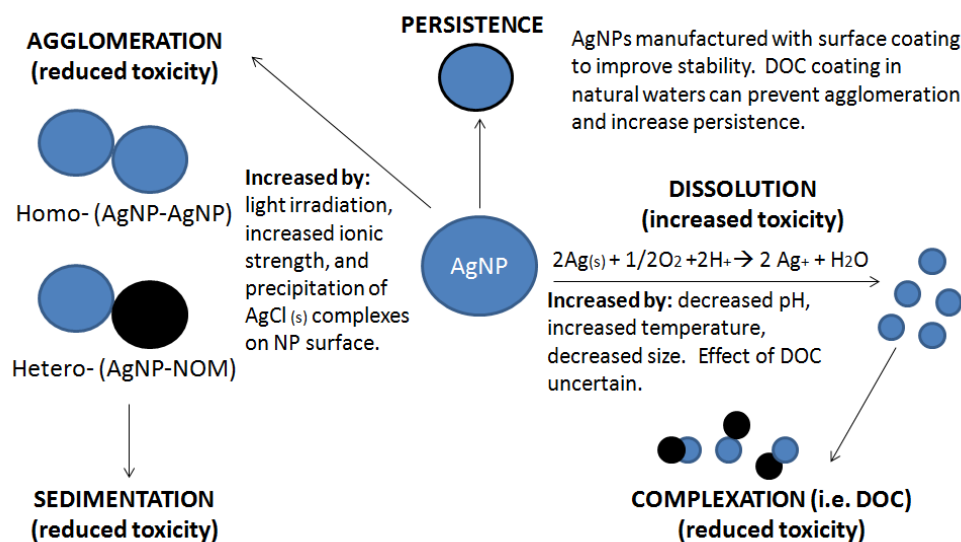 AGGLOMERATION
(reduced toxicity)
Homo- (AgNP-AgNP)
Hetero- (AgNP-NOM)
SEDIMENTATION
(reduced toxicity)
Increased by:
light irradiation,
increased ionic
strength, and
precipitation of
AgCl (s) complexes
on NP surface.
PERSISTENCE
AgNPs manufactured with surface coating
to improve stability.  DOC coating in
natural waters can prevent agglomeration
and increase persistence.
AgNP
DISSOLUTION
(increased toxicity)
2Ag(s) + 1/2O2 +2H+→ 2 Ag+ + H2O
Increased by: decreased pH,
increased temperature,
decreased size.  Effect of DOC
uncertain.
COMPLEXATION (i.e. DOC)
(reduced toxicity)